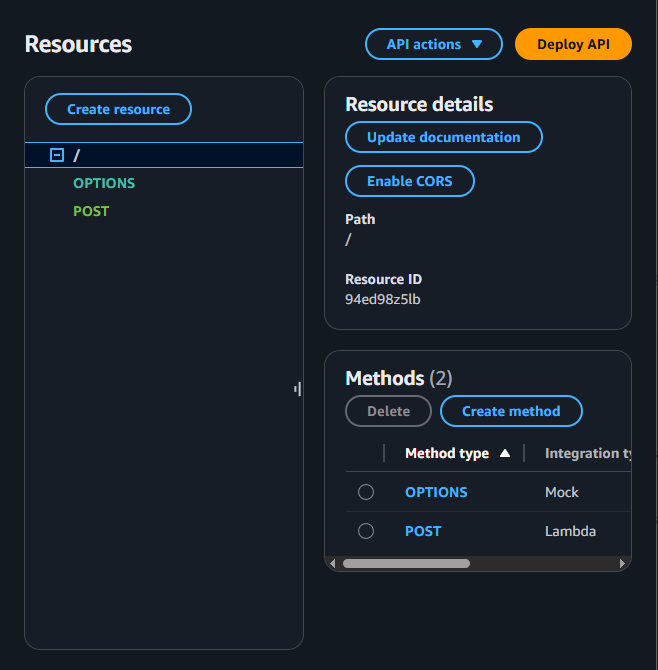 Resources
API actions
Deploy API
Create resource
/
OPTIONS
POST
Resource details
Update documentation
Enable CORS
Path
/
Resource ID
94ed98z5lb
Methods (2)
Delete
Create method
Method type
Integration ty
OPTIONS
Mock
POST
Lambda